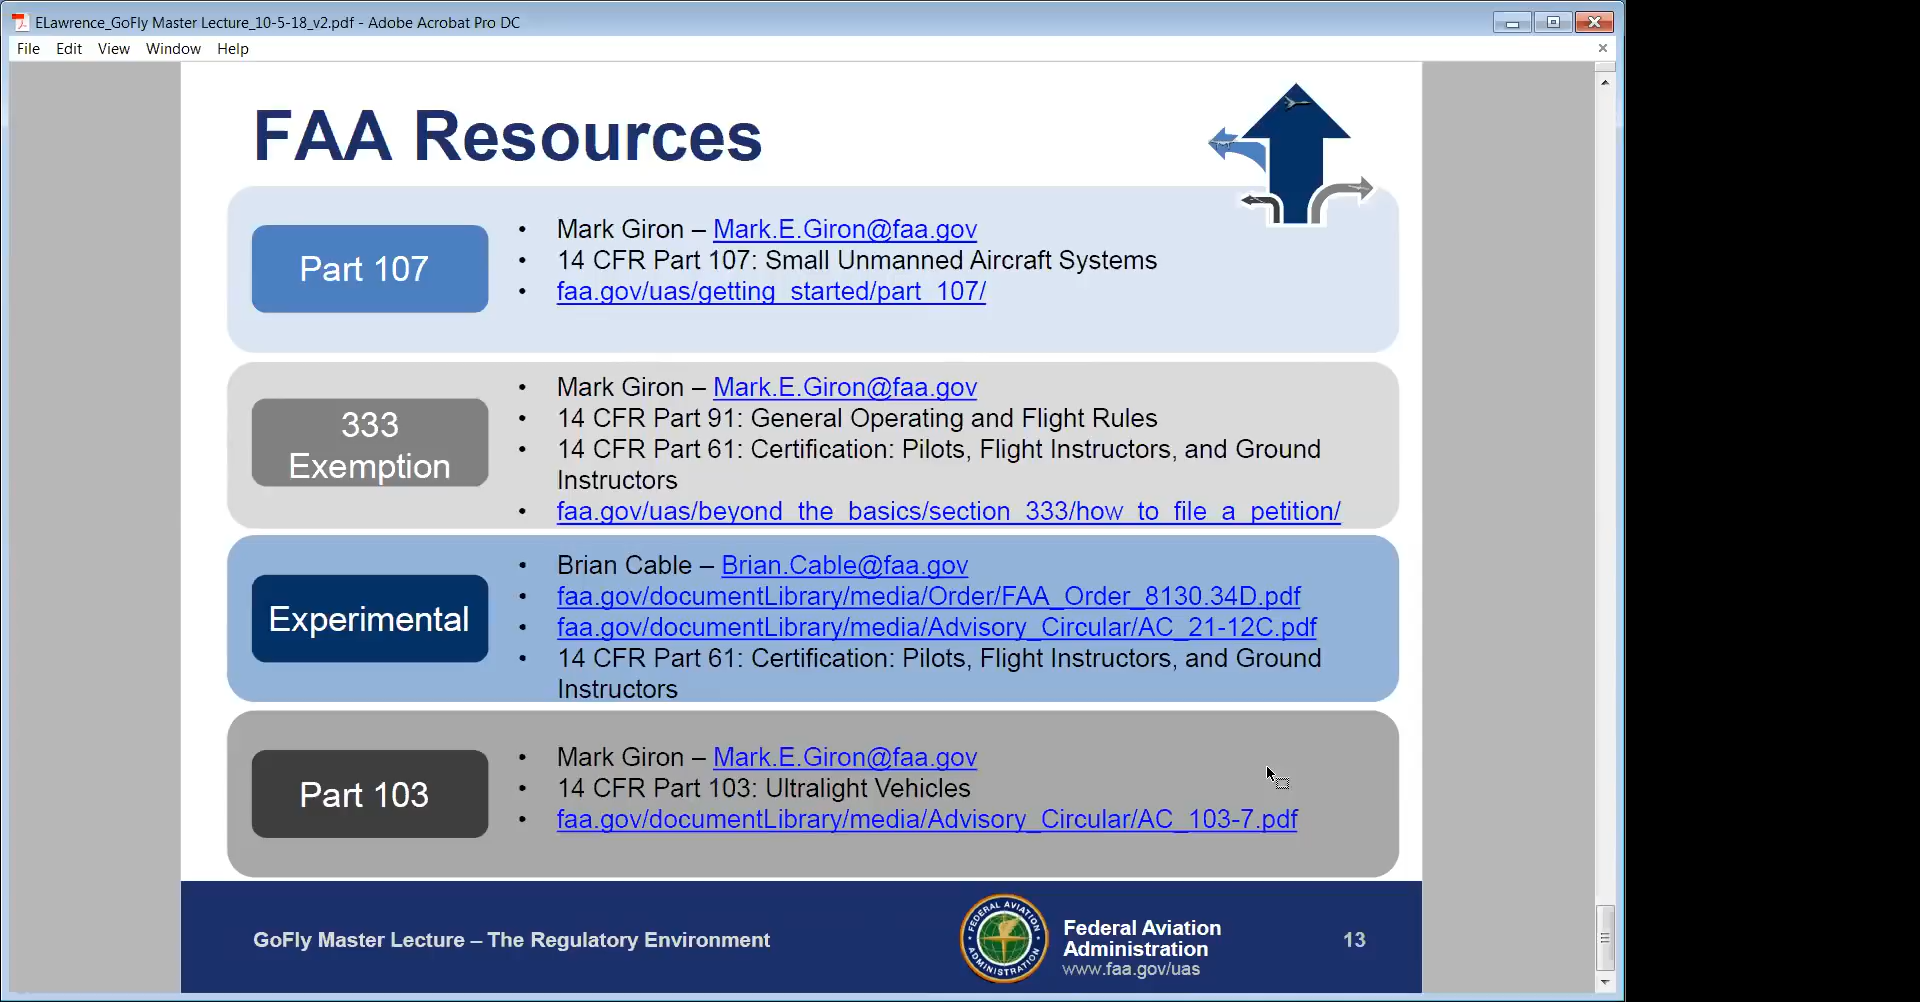 ELawrence_GoFly Master Lecture_10-5-18_v2.pdf - Adobe Acrobat Pro DC
File Edit View Window Help
FAA Resources
Part 107
• Mark Giron – Mark.E.Giron@faa.gov
• 14 CFR Part 107: Small Unmanned Aircraft Systems
• faa.gov/uas/getting_started/part_107/
333
Exemption
• Mark Giron – Mark.E.Giron@faa.gov
• 14 CFR Part 91: General Operating and Flight Rules
• 14 CFR Part 61: Certification: Pilots, Flight Instructors, and Ground
Instructors
• faa.gov/uas/beyond_the_basics/section_333/how_to_file_a_petition/
Experimental
• Brian Cable – Brian.Cable@faa.gov
• faa.gov/documentLibrary/media/Order/FAA_Order_8130.34D.pdf
• faa.gov/documentLibrary/media/Advisory_Circular/AC_21-12C.pdf
• 14 CFR Part 61: Certification: Pilots, Flight Instructors, and Ground
Instructors
Part 103
• Mark Giron – Mark.E.Giron@faa.gov
• 14 CFR Part 103: Ultralight Vehicles
• faa.gov/documentLibrary/media/Advisory_Circular/AC_103-7.pdf
GoFly Master Lecture – The Regulatory Environment
FEDERAL AVIATION
ADMINISTRATION
Federal Aviation
Administration
www.faa.gov/uas
13